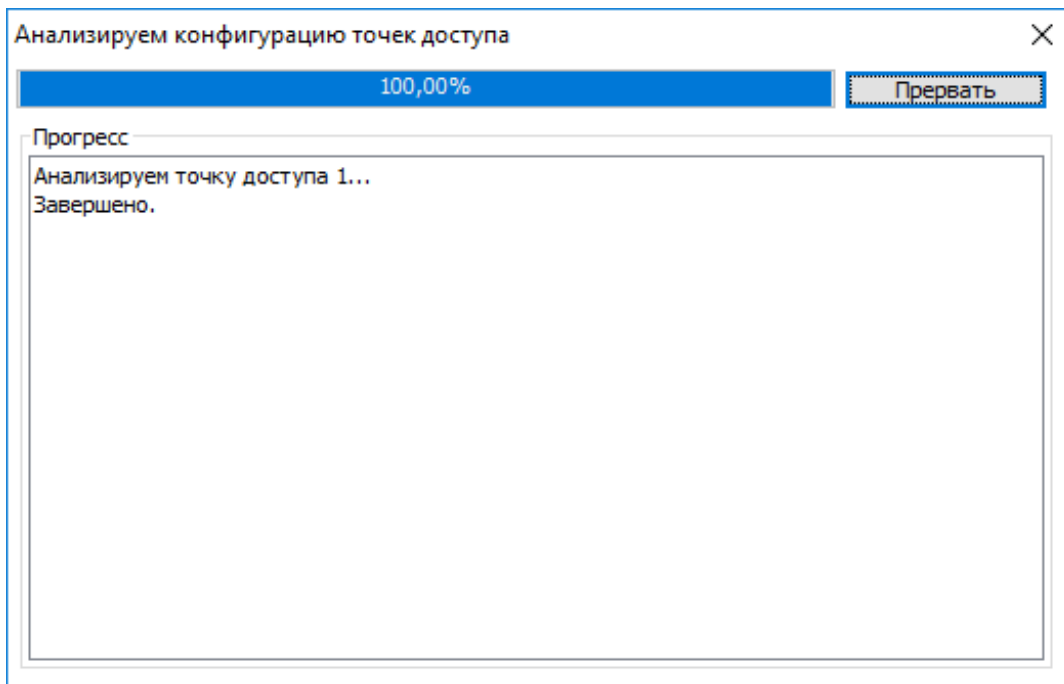 Анализируем конфигурацию точек доступа
100,00%
Прервать
Прогресс
Анализируем точку доступа 1...
Завершено.